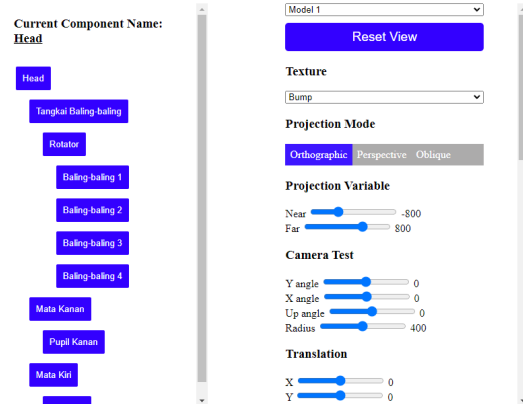 Current Component Name:
Head
Head
Tangkai Baling-baling
Rotator
Baling-baling 1
Baling-baling 2
Baling-baling 3
Baling-baling 4
Mata Kanan
Pupil Kanan
Mata Kiri
Model 1
Reset View
Texture
Bump
Projection Mode
Orthographic Perspective Oblique
Projection Variable
Near -800
Far 800
Camera Test
Y angle 0
X angle 0
Up angle 0
Radius 400
Translation
X 0
Y 0